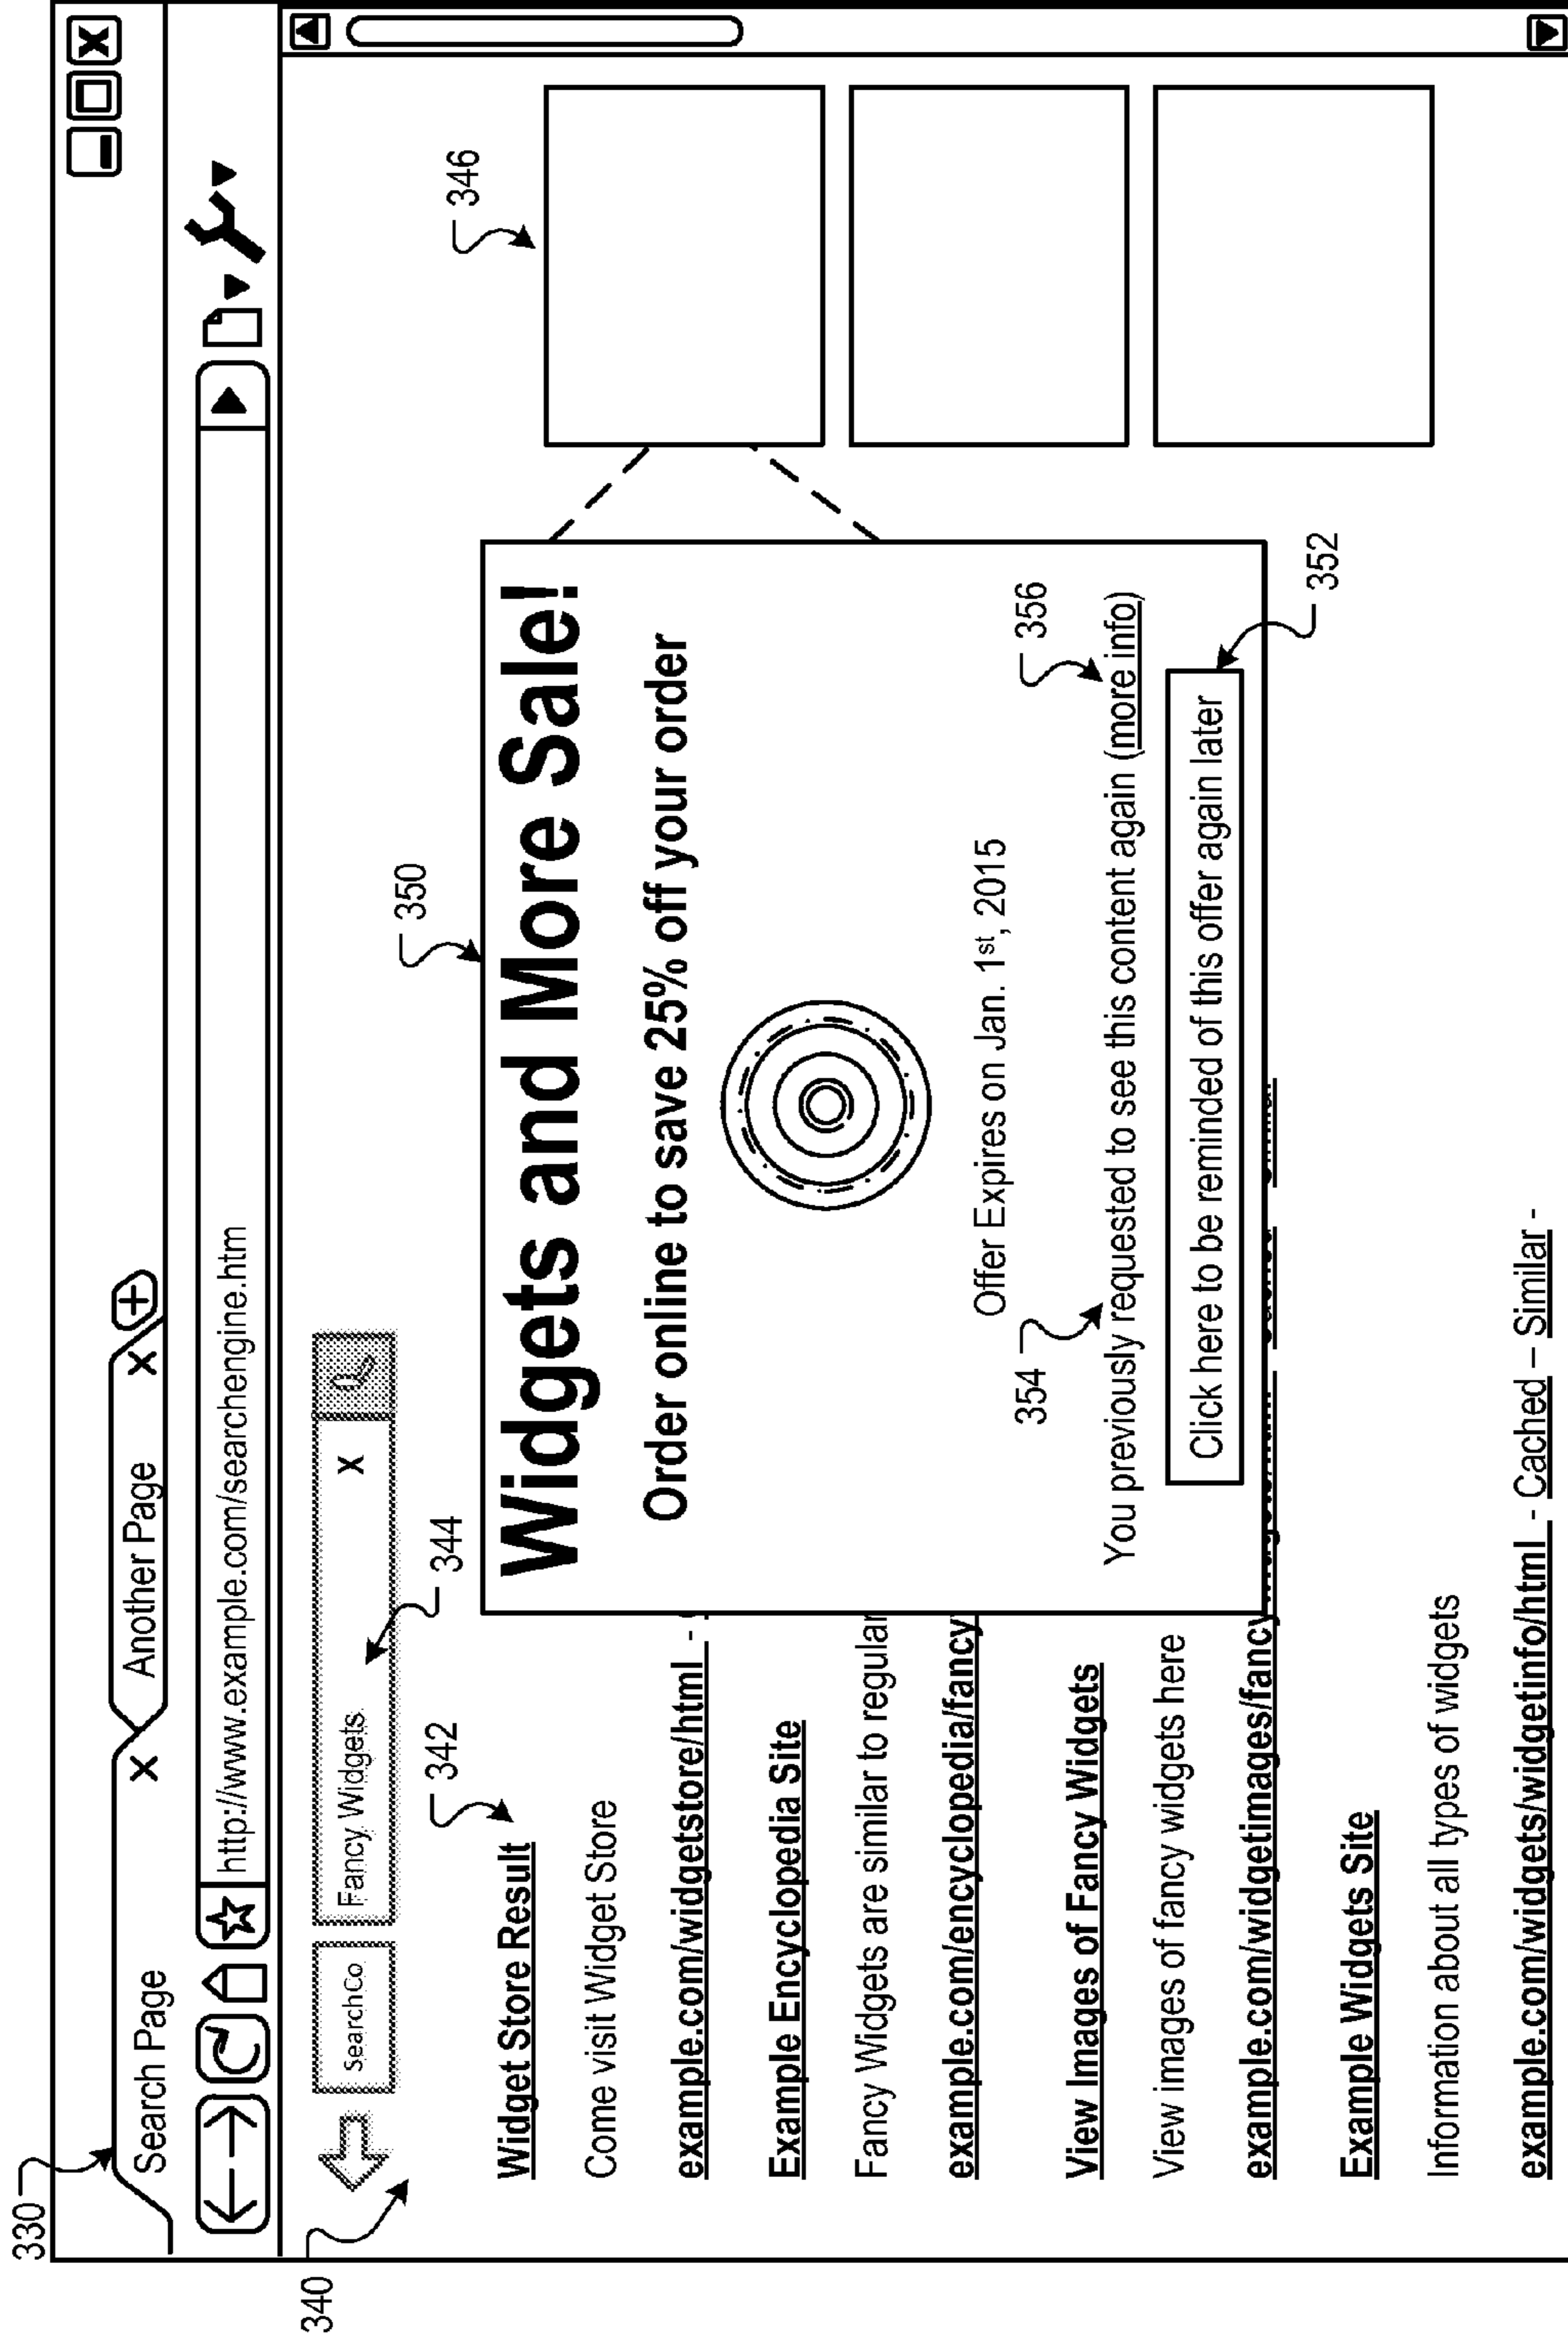 330
Search Page X
Another Page X
http://www.example.com/searchengine.htm
340
SearchCo
Fancy Widgets X
344
342
346
350
Widget Store Result
Come visit Widget Store
example.com/widgetstore/html -
Example Encyclopedia Site
Fancy Widgets are similar to regular
example.com/encyclopedia/fancy
View Images of Fancy Widgets
View images of fancy widgets here
example.com/widgetimages/fancy
Example Widgets Site
Information about all types of widgets
example.com/widgets/widgetinfo/html - Cached – Similar -
Widgets and More Sale!
Order online to save 25% off your order
Offer Expires on Jan. 1st, 2015
354
356
You previously requested to see this content again (more info)
Click here to be reminded of this offer again later
352